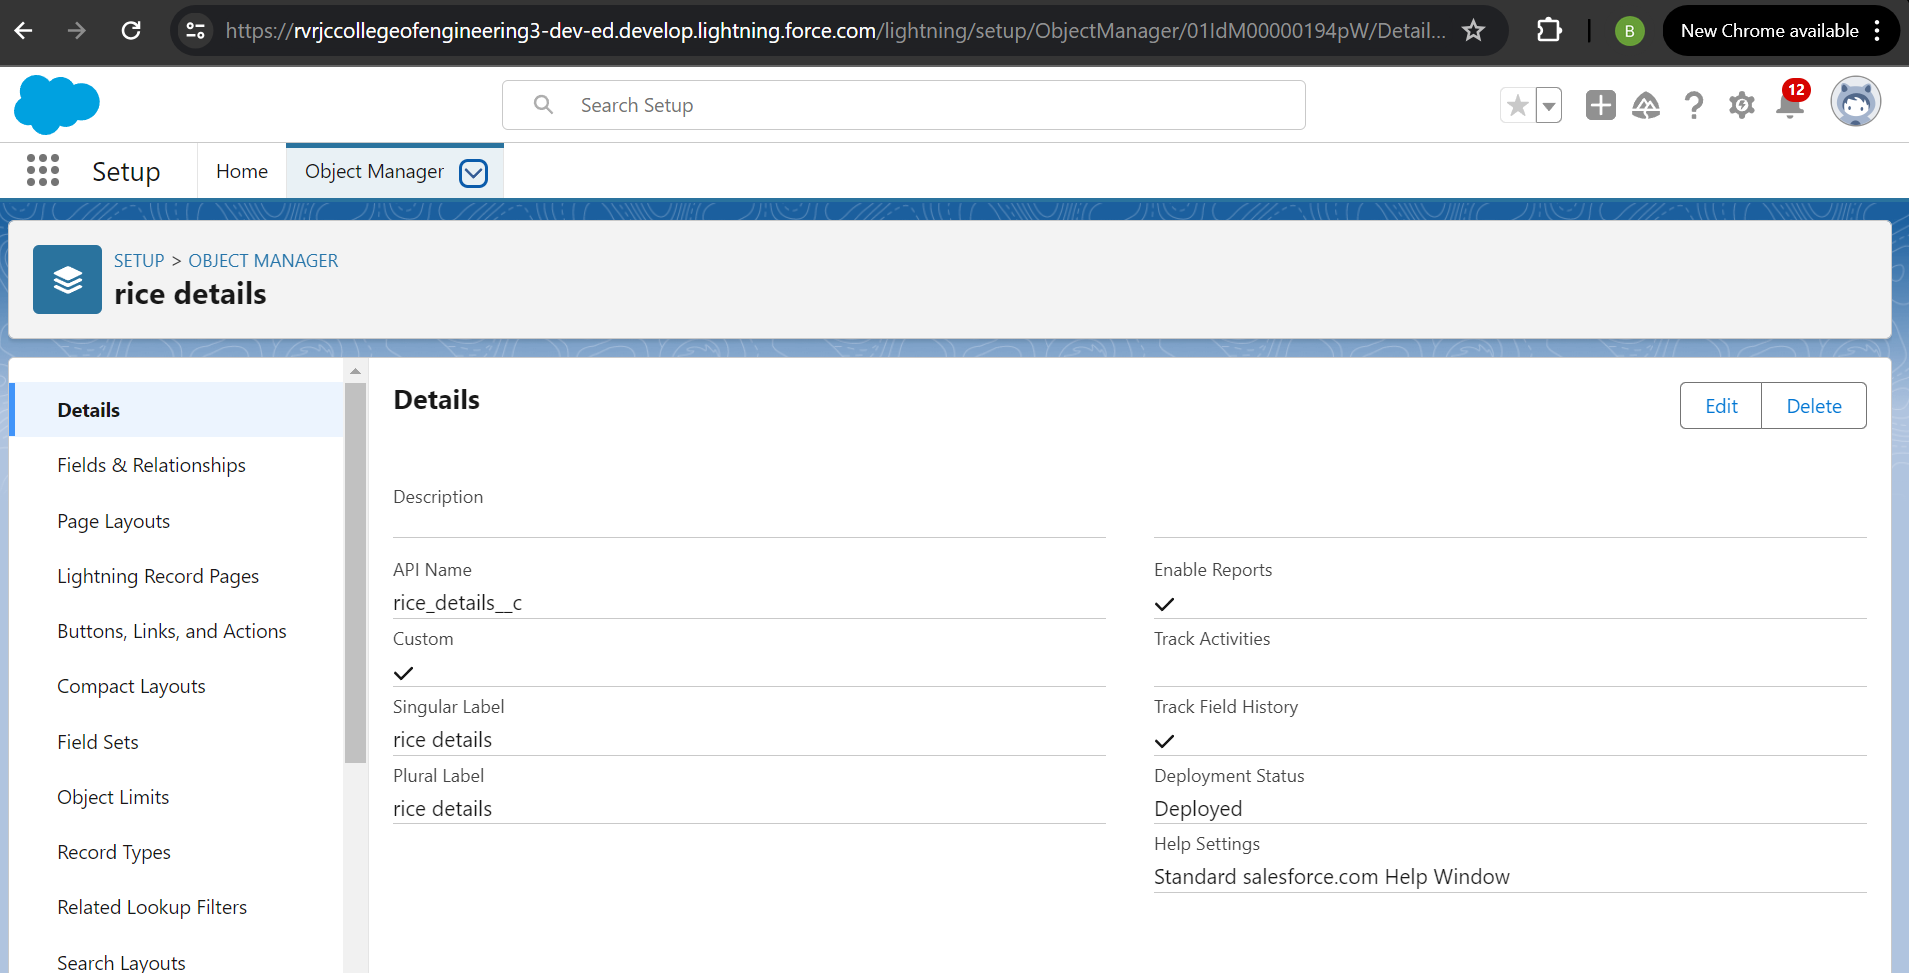 https://rvrjccollegeofengineering3-dev-ed.develop.lightning.force.com/lightning/setup/ObjectManager/01IdM00000194pW/Detail...
B
New Chrome available
Search Setup
12
Setup
Home
Object Manager
SETUP > OBJECT MANAGER
rice details
Details
Fields & Relationships
Page Layouts
Lightning Record Pages
Buttons, Links, and Actions
Compact Layouts
Field Sets
Object Limits
Record Types
Related Lookup Filters
Search Layouts
Details
Edit
Delete
Description
API Name
rice_details__c
Custom
Singular Label
rice details
Plural Label
rice details
Enable Reports
Track Activities
Track Field History
Deployment Status
Deployed
Help Settings
Standard salesforce.com Help Window